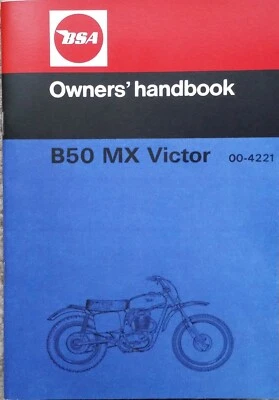 BSA
Owners' handbook
B50 MX Victor 00-4221